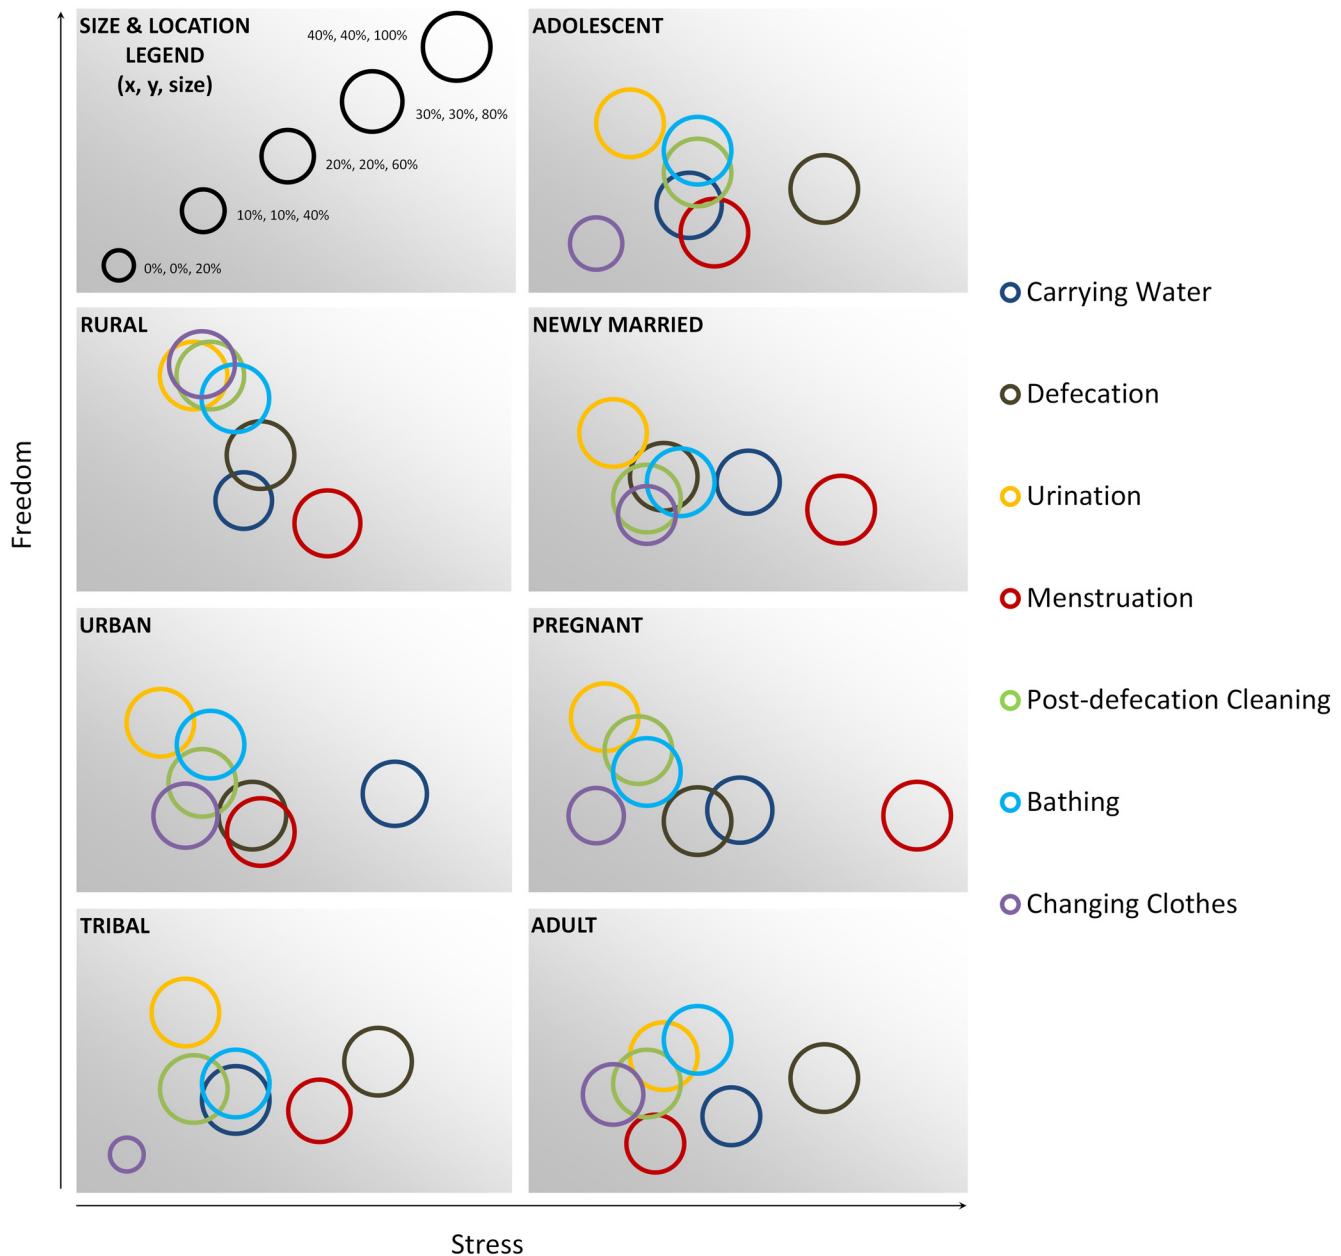 SIZE & LOCATION
LEGEND
(x, y, size)
40%, 40%, 100%
30%, 30%, 80%
20%, 20%, 60%
10%, 10%, 40%
0%, 0%, 20%
ADOLESCENT
RURAL
NEWLY MARRIED
URBAN
PREGNANT
TRIBAL
ADULT
Freedom
Stress
Carrying Water
Defecation
Urination
Menstruation
Post-defecation Cleaning
Bathing
Changing Clothes